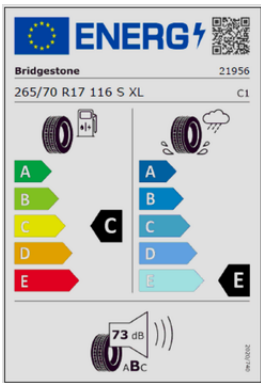 ENERG
Bridgestone 21956
265/70 R17 116 S XL C1
A A
B B
C C C
D D
E E E
73 dB
ABC
2020/740